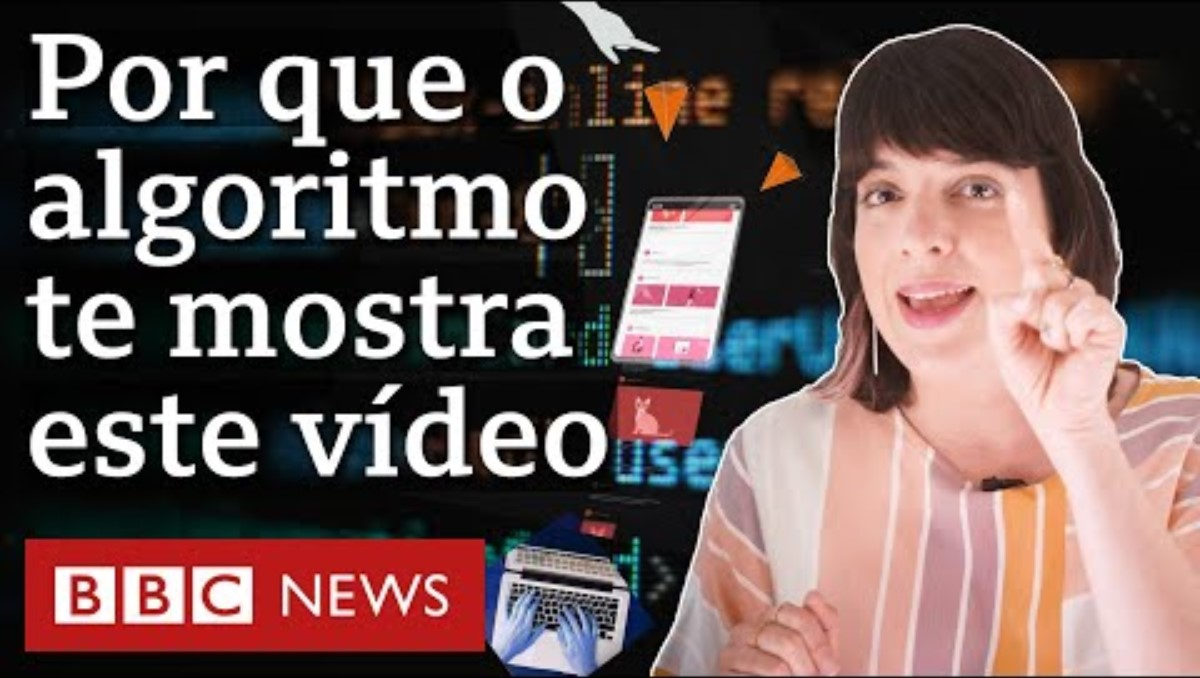 Por que o
algoritmo
te mostra
este vídeo
BBC NEWS